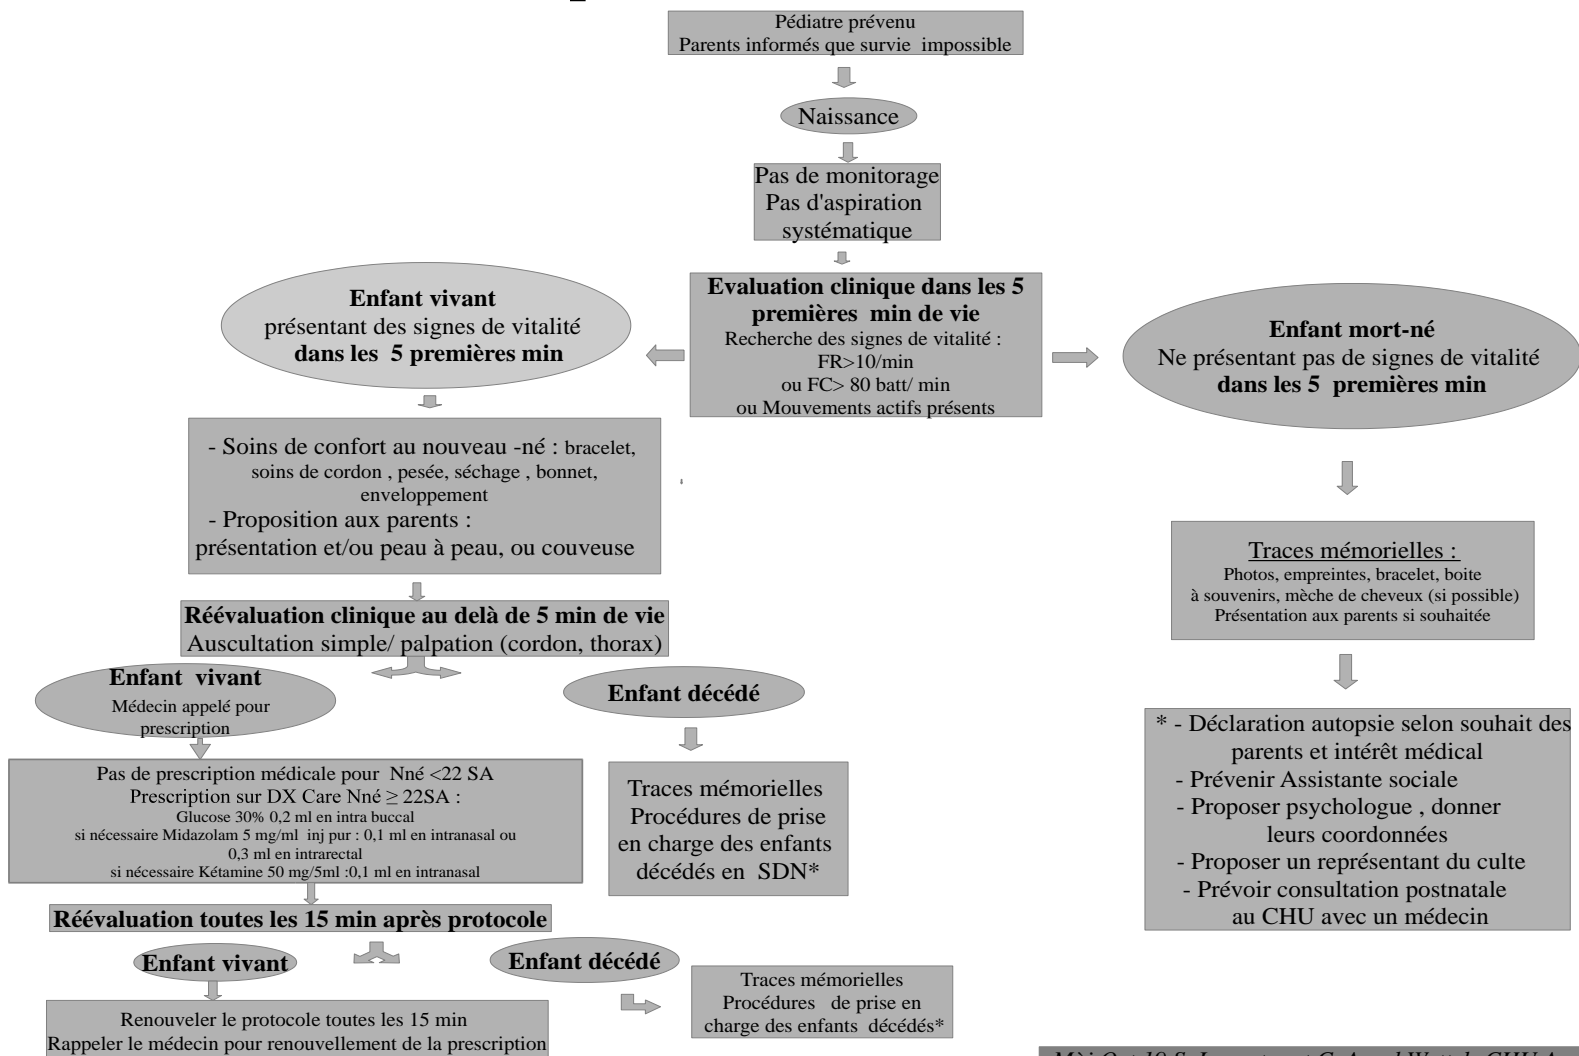 Pédiatre prévenu
Parents informés que survie impossible
Naissance
Pas de monitorage
Pas d'aspiration
systématique
Evaluation clinique dans les 5
premières min de vie
Recherche des signes de vitalité :
FR>10/min
ou FC> 80 batt/ min
ou Mouvements actifs présents
Enfant vivant
présentant des signes de vitalité
dans les 5 premières min
Enfant mort-né
Ne présentant pas de signes de vitalité
dans les 5 premières min
- Soins de confort au nouveau -né : bracelet,
soins de cordon , pesée, séchage , bonnet,
enveloppement
- Proposition aux parents :
présentation et/ou peau à peau, ou couveuse
Réévaluation clinique au delà de 5 min de vie
Auscultation simple/ palpation (cordon, thorax)
Enfant vivant
Médecin appelé pour
prescription
Enfant décédé
Pas de prescription médicale pour Nné <22 SA
Prescription sur DX Care Nné ≥ 22SA :
Glucose 30% 0,2 ml en intra buccal
si nécessaire Midazolam 5 mg/ml inj pur : 0,1 ml en intranasal ou
0,3 ml en intrarectal
si nécessaire Kétamine 50 mg/5ml :0,1 ml en intranasal
Traces mémorielles
Procédures de prise
en charge des enfants
décédés en SDN*
Réévaluation toutes les 15 min après protocole
Enfant vivant
Enfant décédé
Renouveler le protocole toutes les 15 min
Rappeler le médecin pour renouvellement de la prescription
Traces mémorielles
Procédures de prise en
charge des enfants décédés*
Traces mémorielles :
Photos, empreintes, bracelet, boite
à souvenirs, mèche de cheveux (si possible)
Présentation aux parents si souhaitée
* - Déclaration autopsie selon souhait des
parents et intérêt médical
- Prévenir Assistante sociale
- Proposer psychologue , donner
leurs coordonnées
- Proposer un représentant du culte
- Prévoir consultation postnatale
au CHU avec un médecin